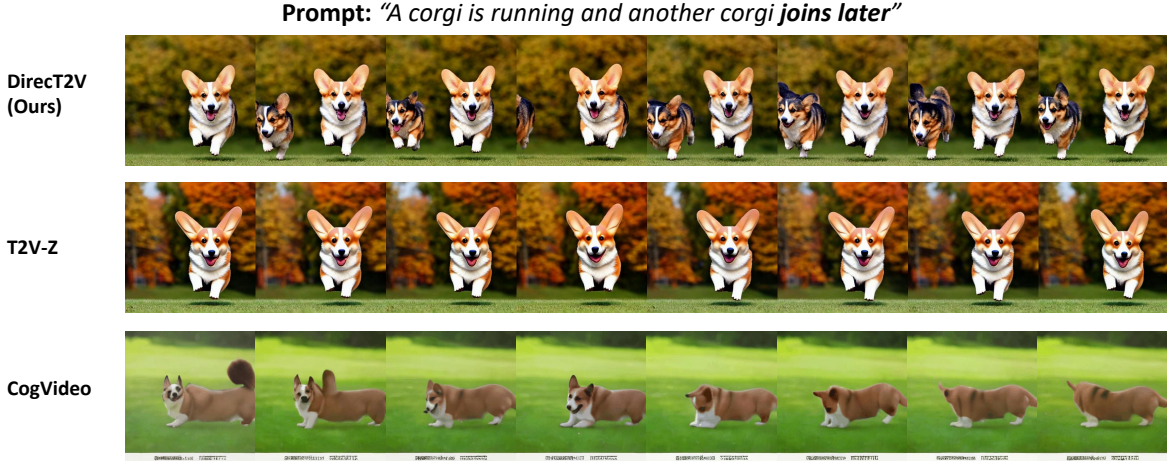 Prompt: “A corgi is running and another corgi joins later”
DirecT2V
(Ours)
T2V-Z
CogVideo